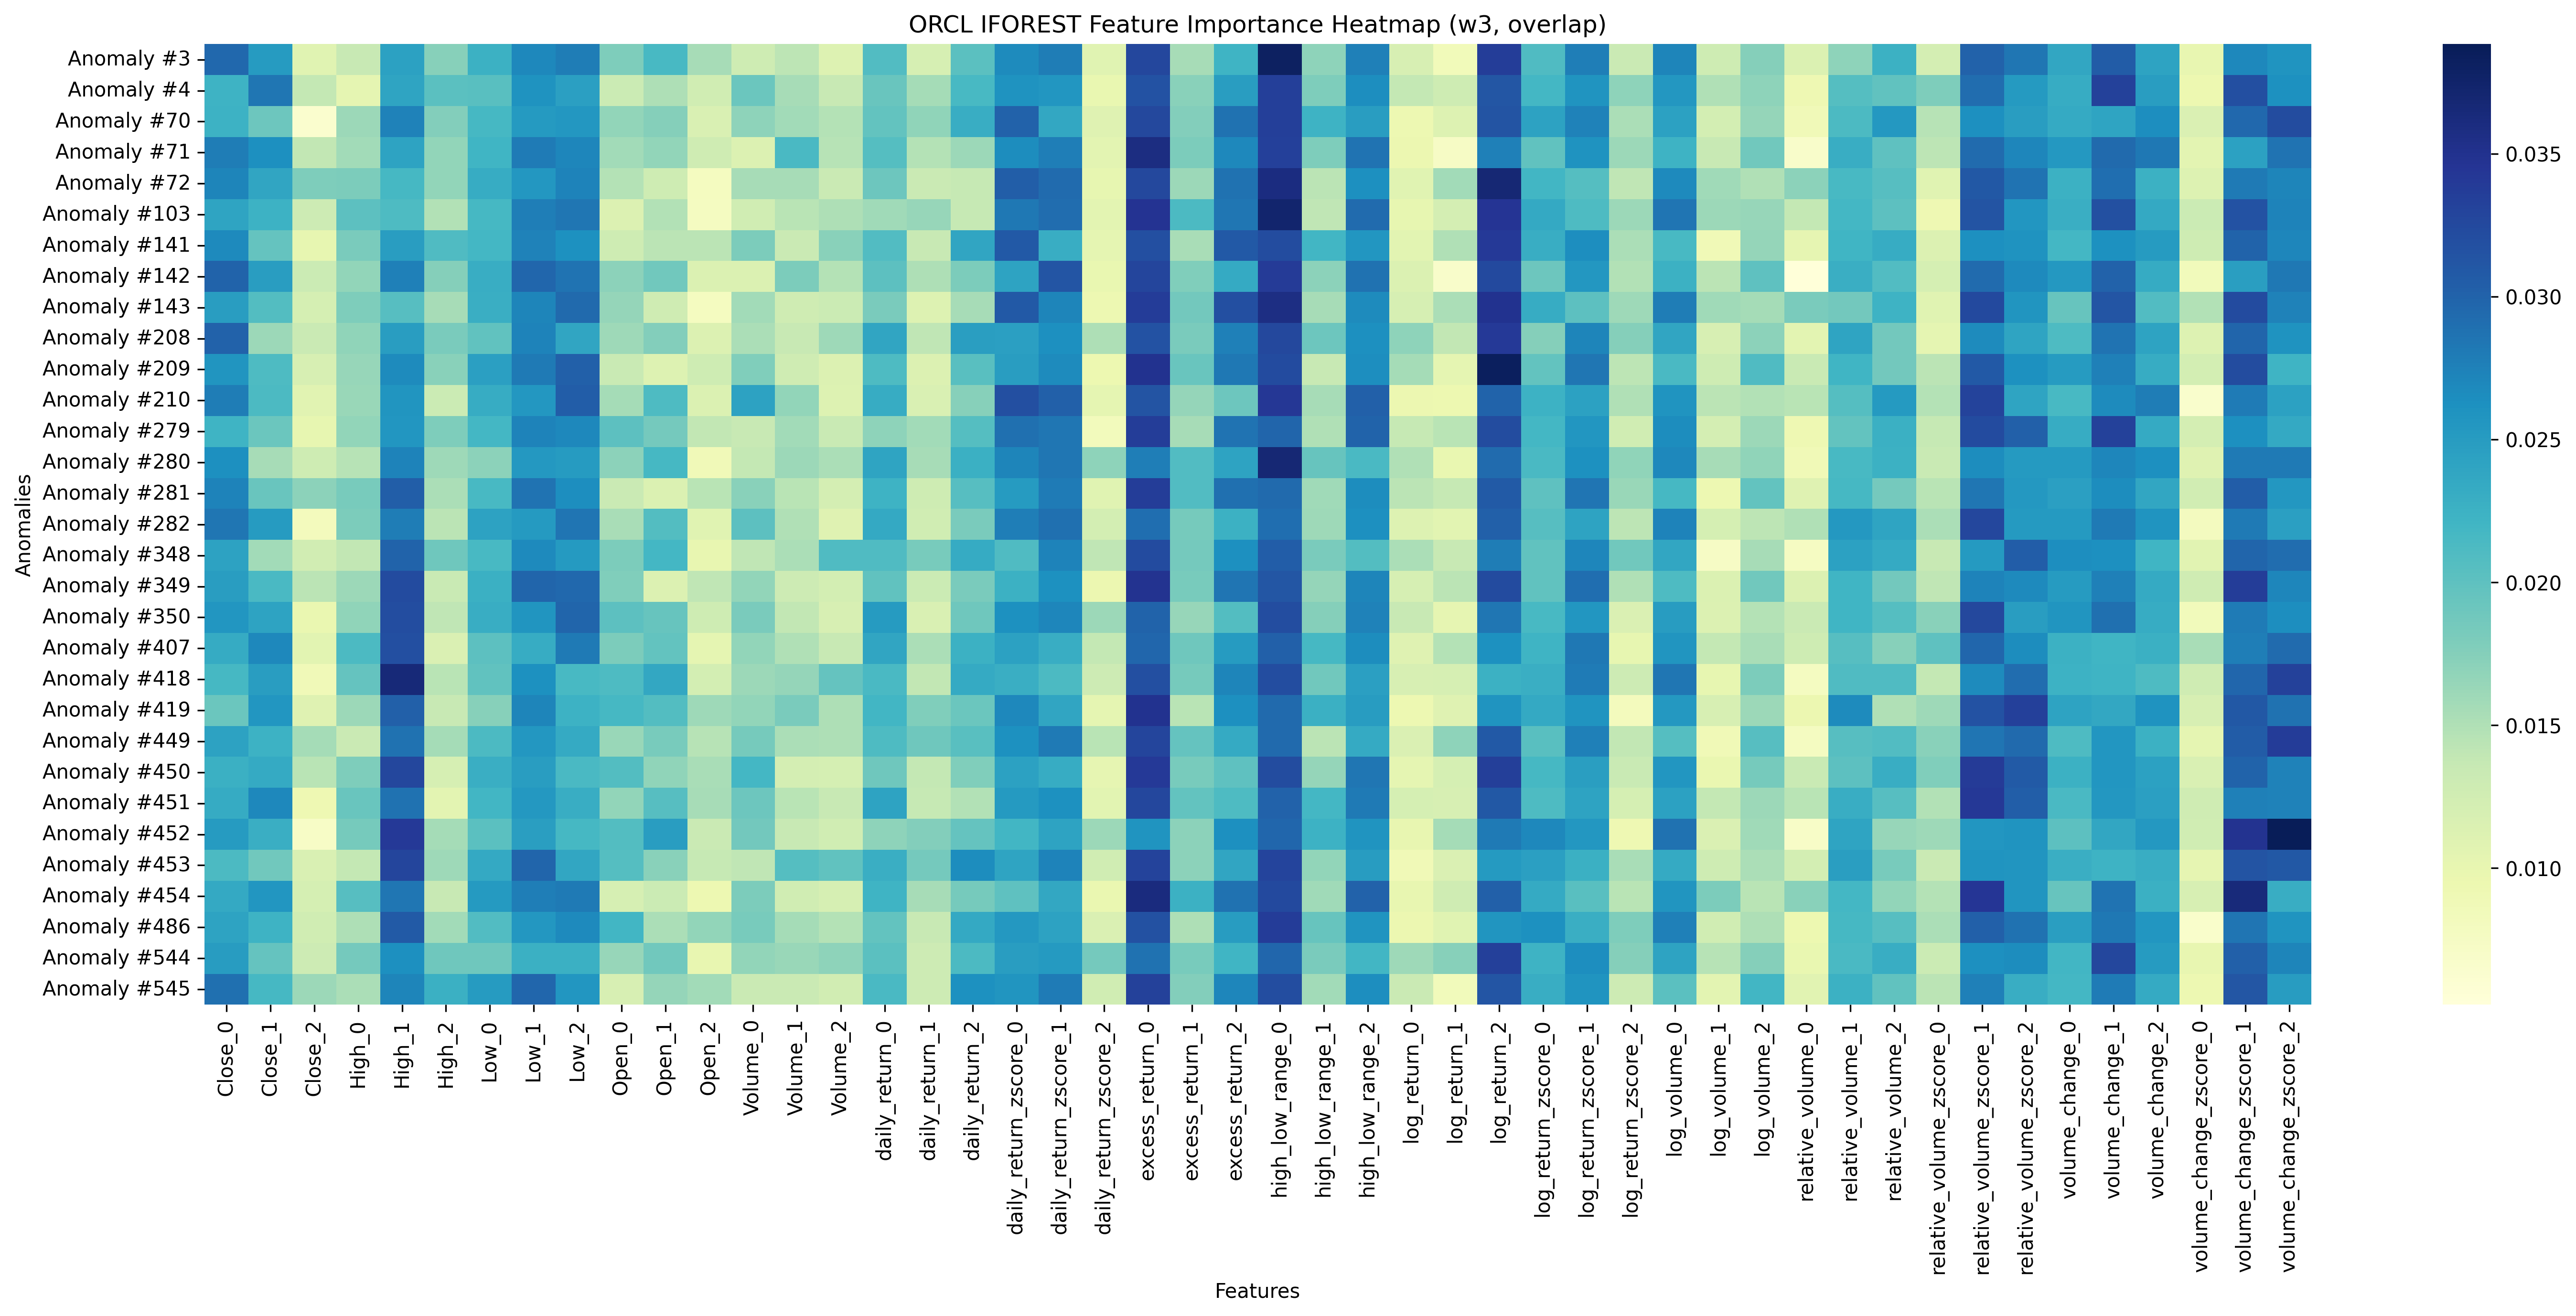 ORCL IFOREST Feature Importance Heatmap (w3, overlap)
Anomalies
Anomaly #3
Anomaly #4
Anomaly #70
Anomaly #71
Anomaly #72
Anomaly #103
Anomaly #141
Anomaly #142
Anomaly #143
Anomaly #208
Anomaly #209
Anomaly #210
Anomaly #279
Anomaly #280
Anomaly #281
Anomaly #282
Anomaly #348
Anomaly #349
Anomaly #350
Anomaly #407
Anomaly #418
Anomaly #419
Anomaly #449
Anomaly #450
Anomaly #451
Anomaly #452
Anomaly #453
Anomaly #454
Anomaly #486
Anomaly #544
Anomaly #545
Close_0
Close_1
Close_2
High_0
High_1
High_2
Low_0
Low_1
Low_2
Open_0
Open_1
Open_2
Volume_0
Volume_1
Volume_2
daily_return_0
daily_return_1
daily_return_2
daily_return_zscore_0
daily_return_zscore_1
daily_return_zscore_2
excess_return_0
excess_return_1
excess_return_2
high_low_range_0
high_low_range_1
high_low_range_2
log_return_0
log_return_1
log_return_2
log_return_zscore_0
log_return_zscore_1
log_return_zscore_2
log_volume_0
log_volume_1
log_volume_2
relative_volume_0
relative_volume_1
relative_volume_2
relative_volume_zscore_0
relative_volume_zscore_1
relative_volume_zscore_2
volume_change_0
volume_change_1
volume_change_2
volume_change_zscore_0
volume_change_zscore_1
volume_change_zscore_2
Features
0.035
0.030
0.025
0.020
0.015
0.010